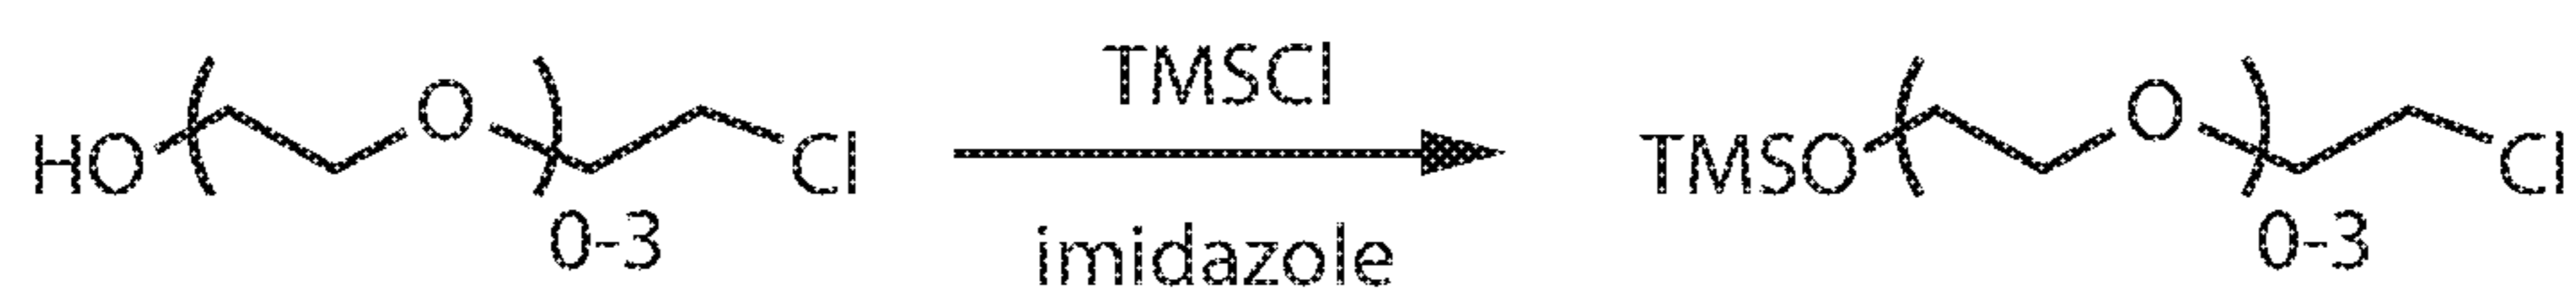 TMSCl
HO O Cl TMSO O Cl
0-3 imidazole 0-3